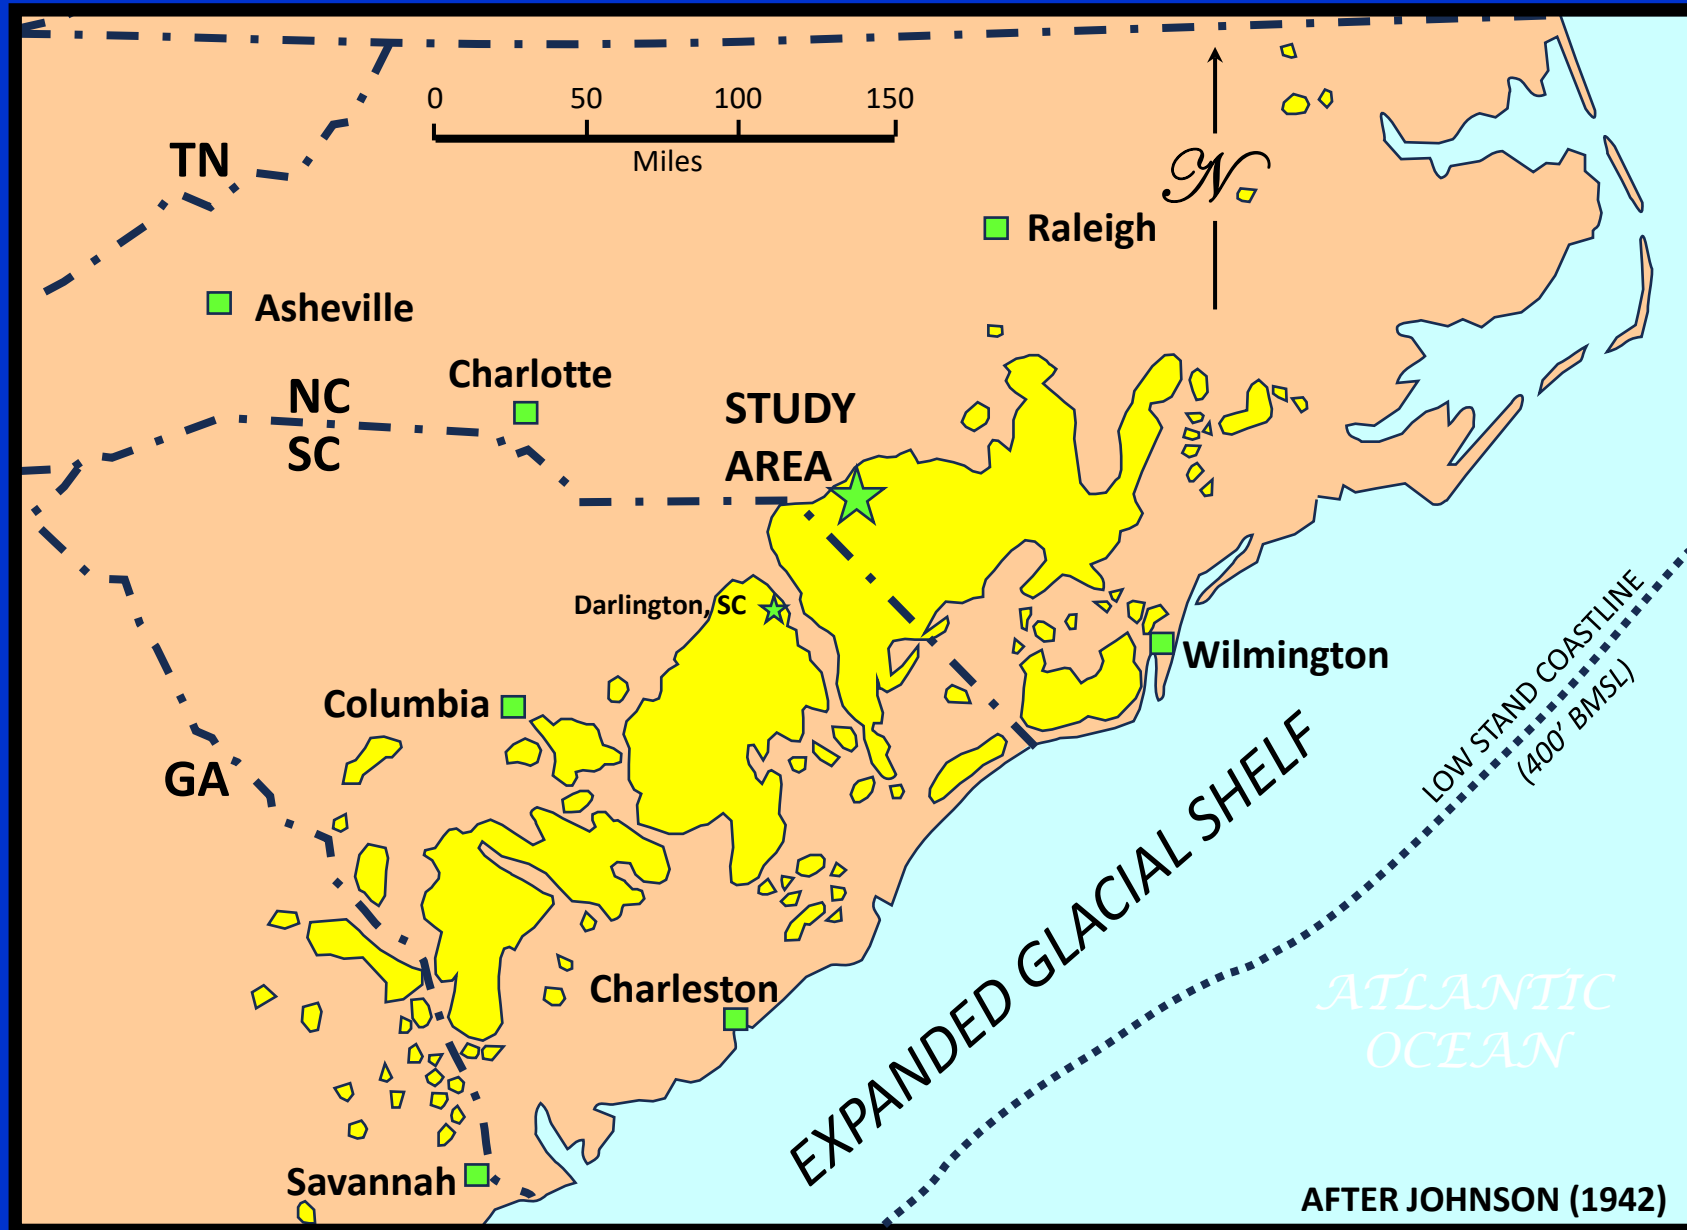 0 50 100 150
Miles
TN
N
Raleigh
Asheville
Charlotte
NC
SC
STUDY
AREA
Darlington, SC
Wilmington
Columbia
GA
LOW STAND COASTLINE
(400' BMSL)
EXPANDED GLACIAL SHELF
Charleston
ATLANTIC
OCEAN
Savannah
AFTER JOHNSON (1942)